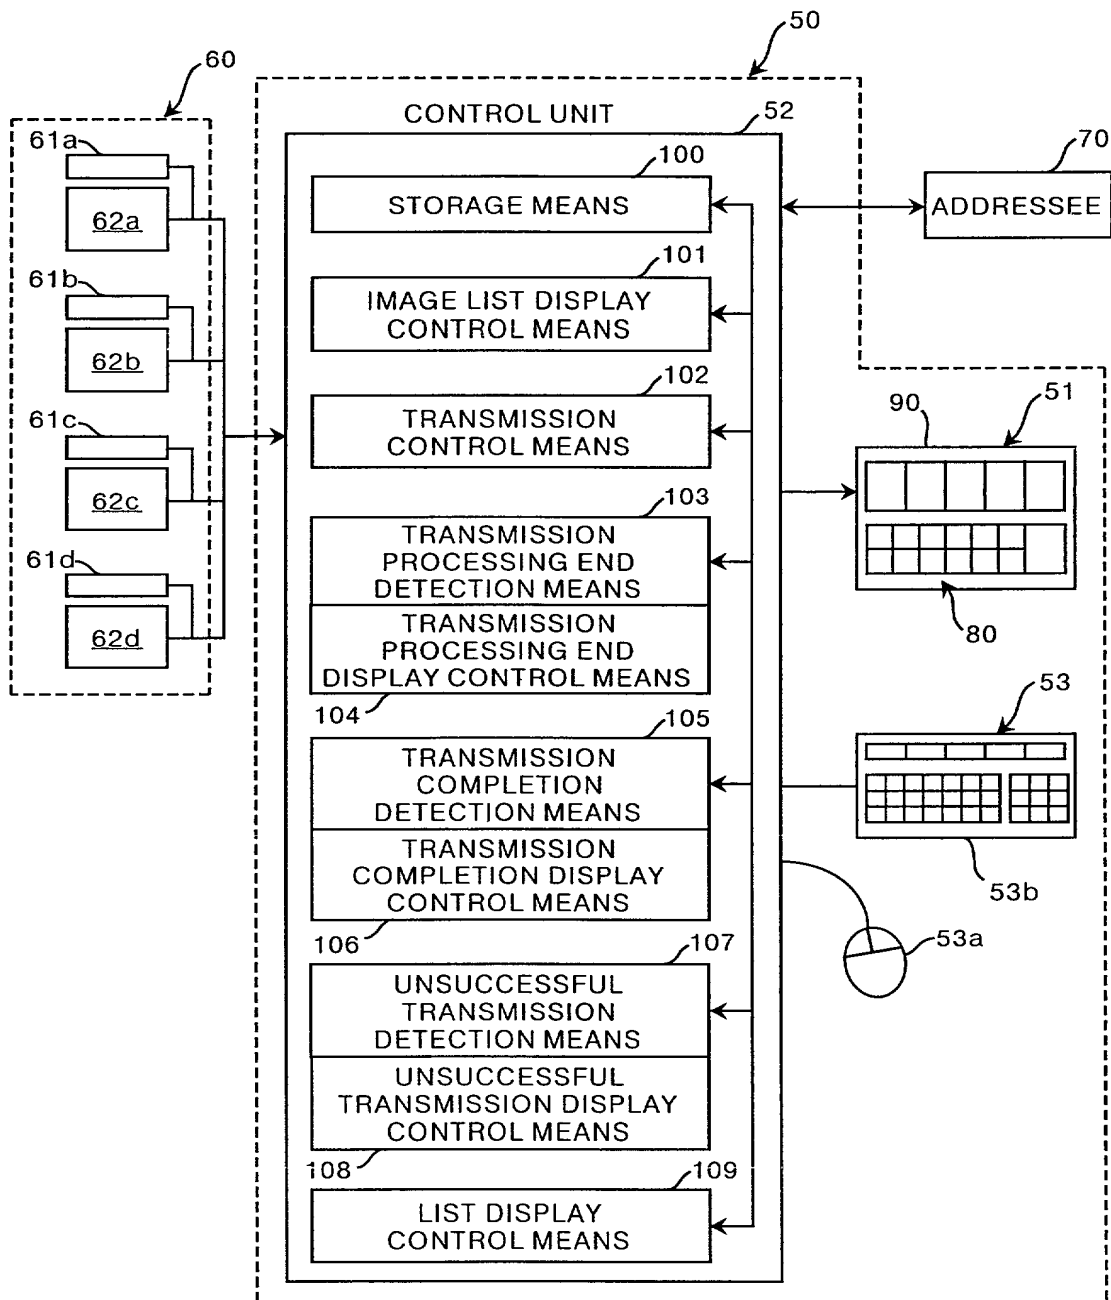 50
60
CONTROL UNIT
52
61a
62a
100
STORAGE MEANS
70
ADDRESSEE
61b
62b
101
IMAGE LIST DISPLAY
CONTROL MEANS
61c
62c
102
TRANSMISSION
CONTROL MEANS
90
51
80
61d
62d
103
TRANSMISSION
PROCESSING END
DETECTION MEANS
TRANSMISSION
PROCESSING END
DISPLAY CONTROL MEANS
104
53
53b
53a
105
TRANSMISSION
COMPLETION
DETECTION MEANS
TRANSMISSION
COMPLETION DISPLAY
CONTROL MEANS
106
107
UNSUCCESSFUL
TRANSMISSION
DETECTION MEANS
UNSUCCESSFUL
TRANSMISSION DISPLAY
CONTROL MEANS
108
109
LIST DISPLAY
CONTROL MEANS